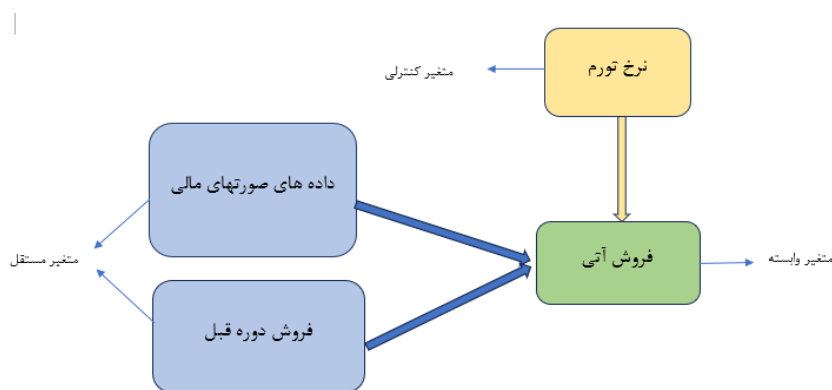 نرخ تورم
متغیر کنترلی
داده های صورتهای مالی
فروش آتی
متغیر وابسته
متغیر مستقل
فروش دوره قبل